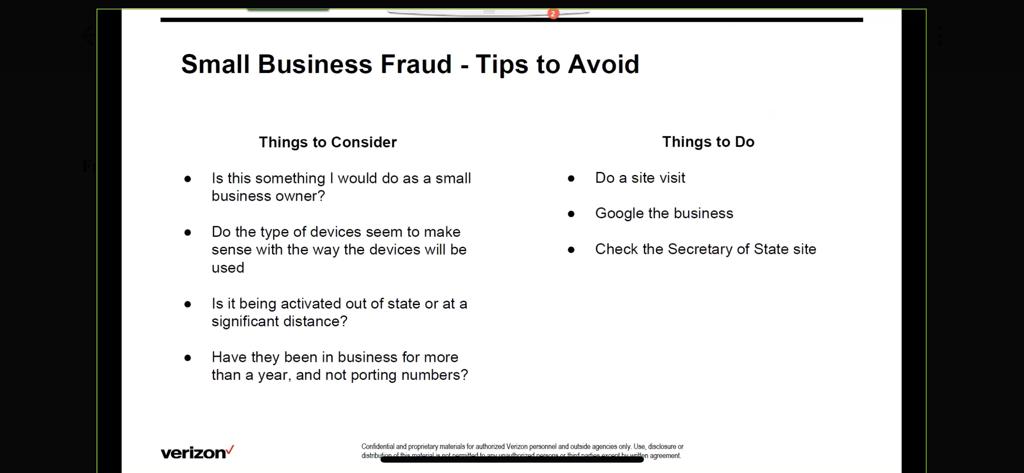 2
Small Business Fraud - Tips to Avoid
Things to Consider
● Is this something I would do as a small
business owner?
● Do the type of devices seem to make
sense with the way the devices will be
used
● Is it being activated out of state or at a
significant distance?
● Have they been in business for more
than a year, and not porting numbers?
Things to Do
● Do a site visit
● Google the business
● Check the Secretary of State site
verizon✓
Confidential and proprietary materials for authorized Verizon personnel and outside agencies only. Use, disclosure or
distribution of this material is not permitted to any unauthorized persons or third parties except by written agreement.